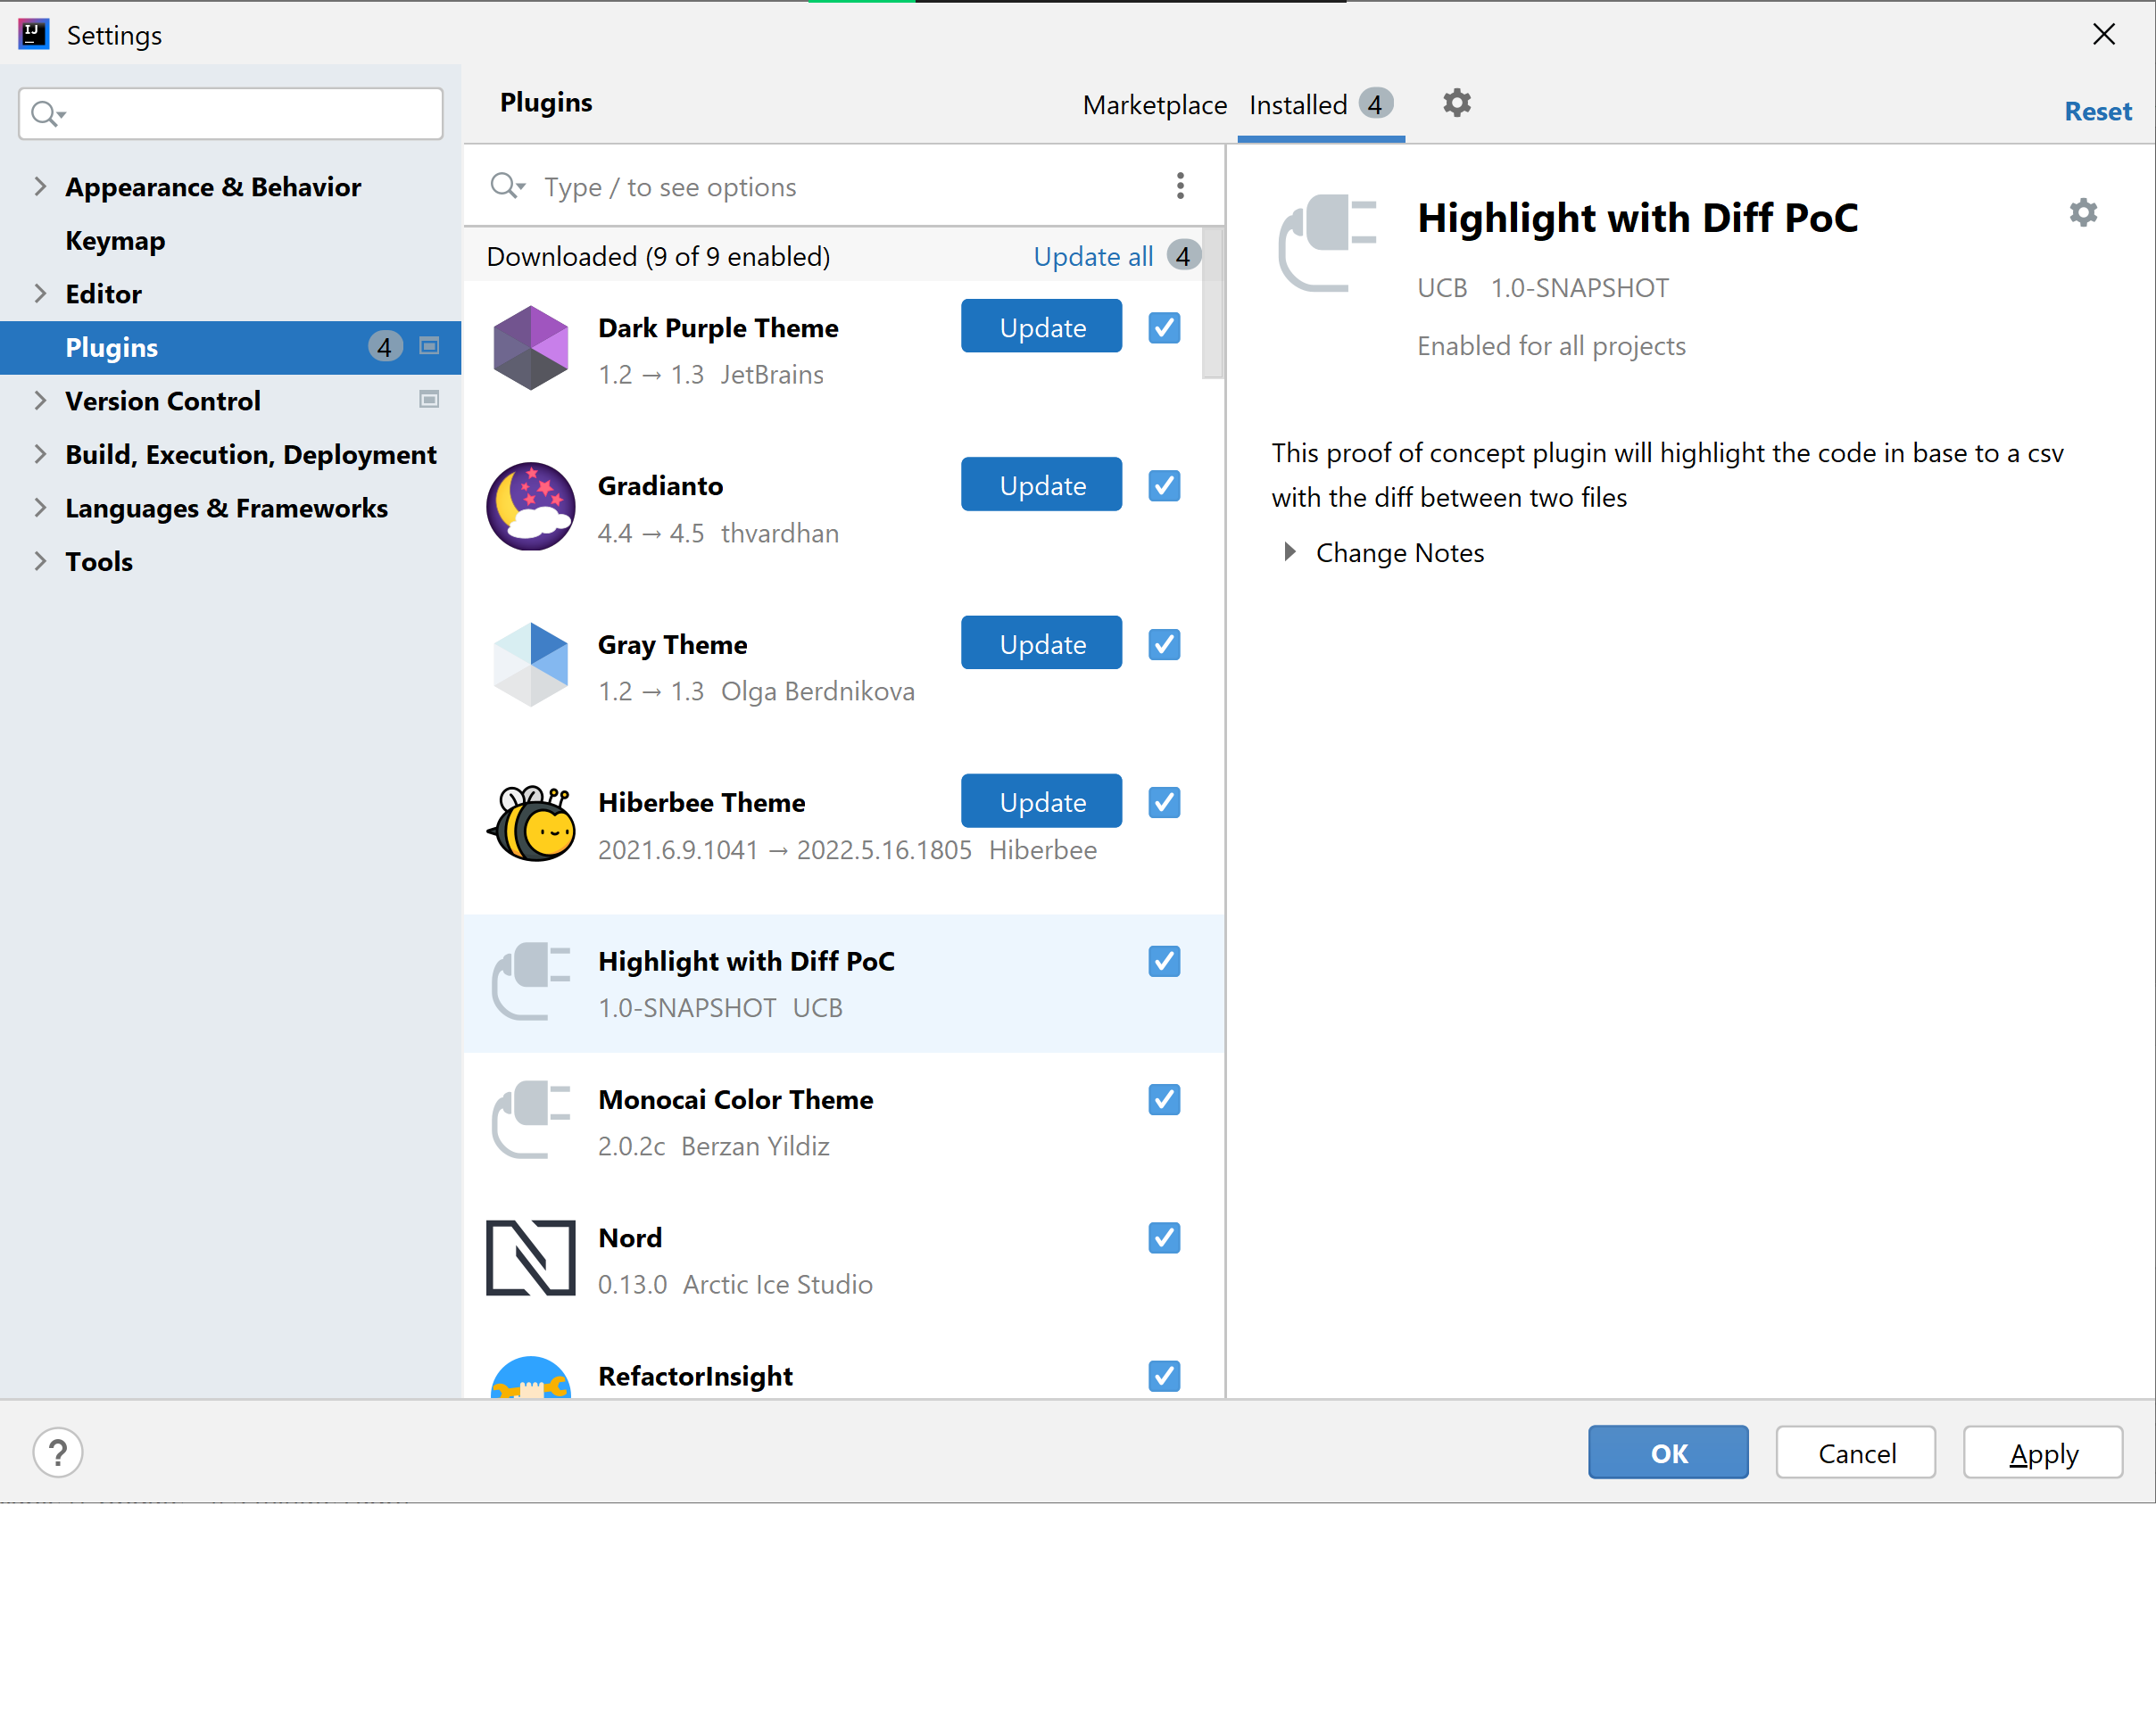 Settings
Appearance & Behavior
Keymap
Editor
Plugins 4
Version Control
Build, Execution, Deployment
Languages & Frameworks
Tools
Plugins
Marketplace Installed 4
Reset
Type / to see options
Downloaded (9 of 9 enabled) Update all 4
Dark Purple Theme Update
1.2 → 1.3 JetBrains
Gradianto Update
4.4 → 4.5 thvardhan
Gray Theme Update
1.2 → 1.3 Olga Berdnikova
Hiberbee Theme Update
2021.6.9.1041 → 2022.5.16.1805 Hiberbee
Highlight with Diff PoC
1.0-SNAPSHOT UCB
Monocai Color Theme
2.0.2c Berzan Yildiz
Nord
0.13.0 Arctic Ice Studio
RefactorInsight
Highlight with Diff PoC
UCB 1.0-SNAPSHOT
Enabled for all projects
This proof of concept plugin will highlight the code in base to a csv
with the diff between two files
Change Notes
?
OK Cancel Apply